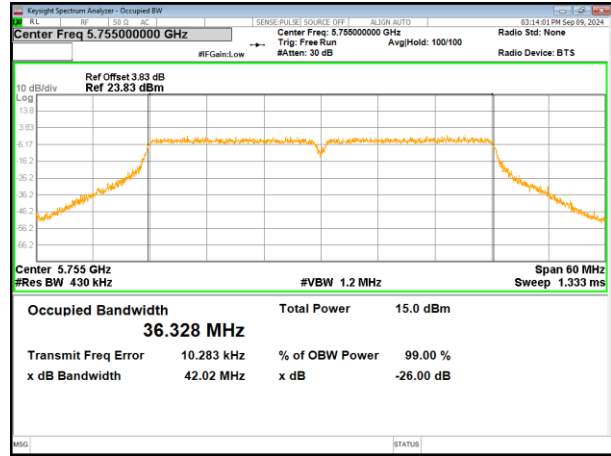 Keysight Spectrum Analyzer - Occupied BW
RL RF 50 Ω AC SENSE:PULSE SOURCE OFF ALIGN AUTO 03:14:01 PM Sep 09, 2024
Center Freq 5.755000000 GHz Center Freq: 5.755000000 GHz Radio Std: None
Trig: Free Run Avg|Hold: 100/100
#IFGain:Low #Atten: 30 dB Radio Device: BTS
Ref Offset 3.83 dB
10 dB/div Ref 23.83 dBm
Log
13.8
3.83
-6.17
-16.2
-26.2
-36.2
-46.2
-56.2
-66.2
Center 5.755 GHz Span 60 MHz
#Res BW 430 kHz #VBW 1.2 MHz Sweep 1.333 ms
Occupied Bandwidth Total Power 15.0 dBm
36.328 MHz
Transmit Freq Error 10.283 kHz % of OBW Power 99.00 %
x dB Bandwidth 42.02 MHz x dB -26.00 dB
MSG STATUS